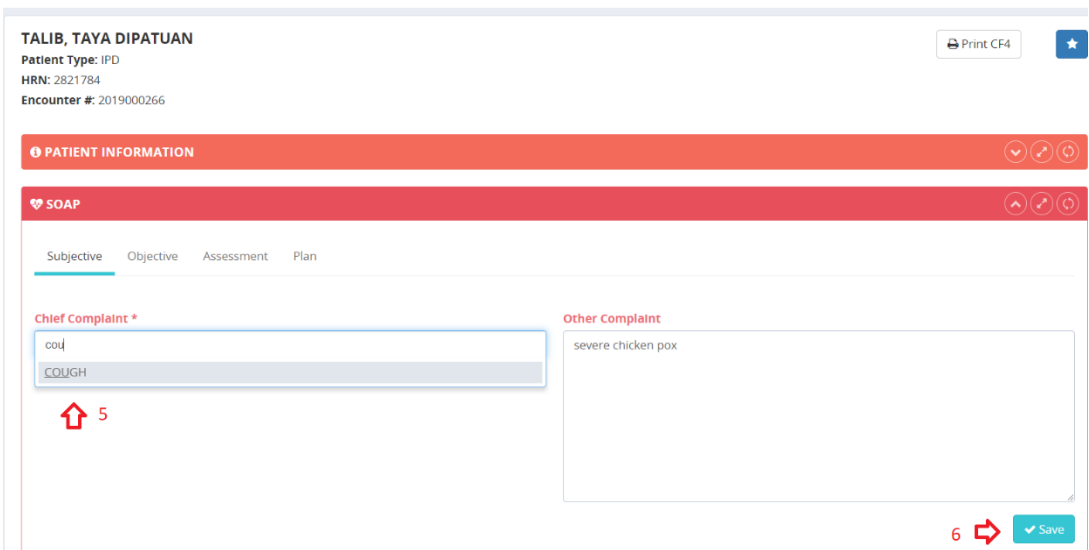 TALIB, TAYA DIPATUAN
Print CF4
Patient Type: IPD
HRN: 2821784
Encounter #: 2019000266
PATIENT INFORMATION
SOAP
Subjective Objective Assessment Plan
Chief Complaint *
Other Complaint
cou
severe chicken pox
COUGH
5
6
Save